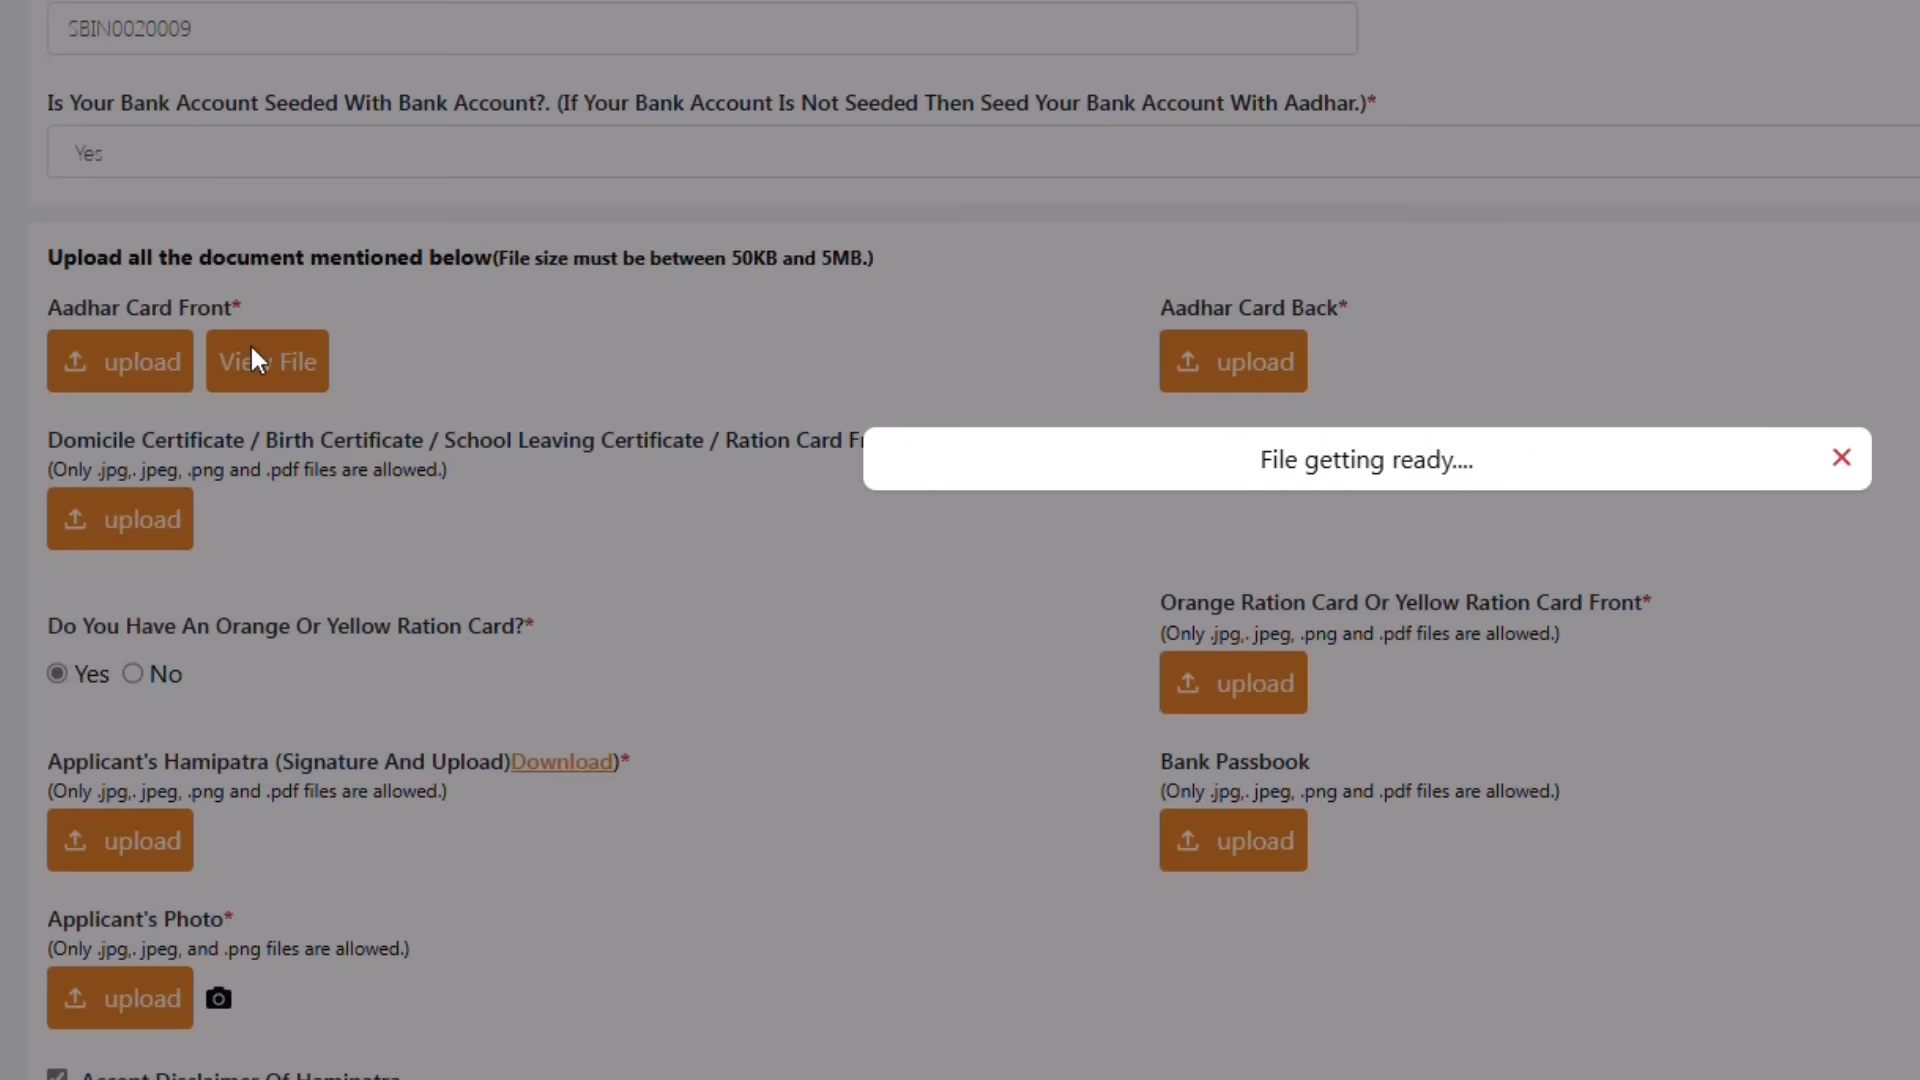 SBIN0020009
Is Your Bank Account Seeded With Bank Account?. (If Your Bank Account Is Not Seeded Then Seed Your Bank Account With Aadhar.)*
Yes
Upload all the document mentioned below(File size must be between 50KB and 5MB.)
Aadhar Card Front*
Aadhar Card Back*
upload
View File
upload
Domicile Certificate / Birth Certificate / School Leaving Certificate / Ration Card
File getting ready....
(Only .jpg,. jpeg, .png and .pdf files are allowed.)
upload
Do You Have An Orange Or Yellow Ration Card?*
Yes
No
Orange Ration Card Or Yellow Ration Card Front*
(Only .jpg,. jpeg, .png and .pdf files are allowed.)
upload
Applicant's Hamipatra (Signature And Upload)Download)*
(Only .jpg,. jpeg, .png and .pdf files are allowed.)
upload
Bank Passbook
(Only .jpg,. jpeg, .png and .pdf files are allowed.)
upload
Applicant's Photo*
(Only .jpg,. jpeg, and .png files are allowed.)
upload
Accept Disclaimer Of Hamipatra